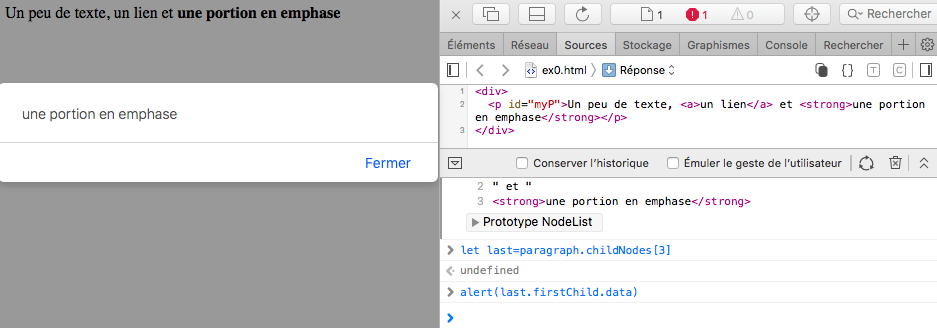 Un peu de texte, un lien et une portion en emphase
une portion en emphase
Fermer
1 1 0 Rechercher
Éléments Réseau Sources Stockage Graphismes Console Rechercher
ex0.html Réponse {} T C
1 <div>
2 <p id="myP">Un peu de texte, <a>un lien</a> et <strong>une portion
en emphase</strong></p>
3 </div>
Conserver l'historique Émuler le geste de l'utilisateur
2 " et "
3 <strong>une portion en emphase</strong>
Prototype NodeList
let last=paragraph.childNodes[3]
undefined
alert(last.firstChild.data)